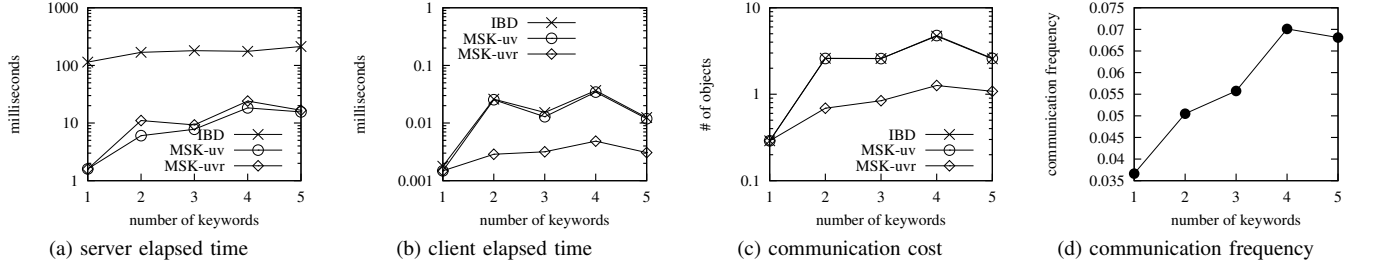 1000
100
10
1
milliseconds
IBD
MSK-uv
MSK-uvr
1 2 3 4 5
number of keywords
(a) server elapsed time
1
0.1
0.01
0.001
milliseconds
IBD
MSK-uv
MSK-uvr
1 2 3 4 5
number of keywords
(b) client elapsed time
10
1
0.1
# of objects
IBD
MSK-uv
MSK-uvr
1 2 3 4 5
number of keywords
(c) communication cost
0.075
0.07
0.065
0.06
0.055
0.05
0.045
0.04
0.035
communication frequency
1 2 3 4 5
number of keywords
(d) communication frequency